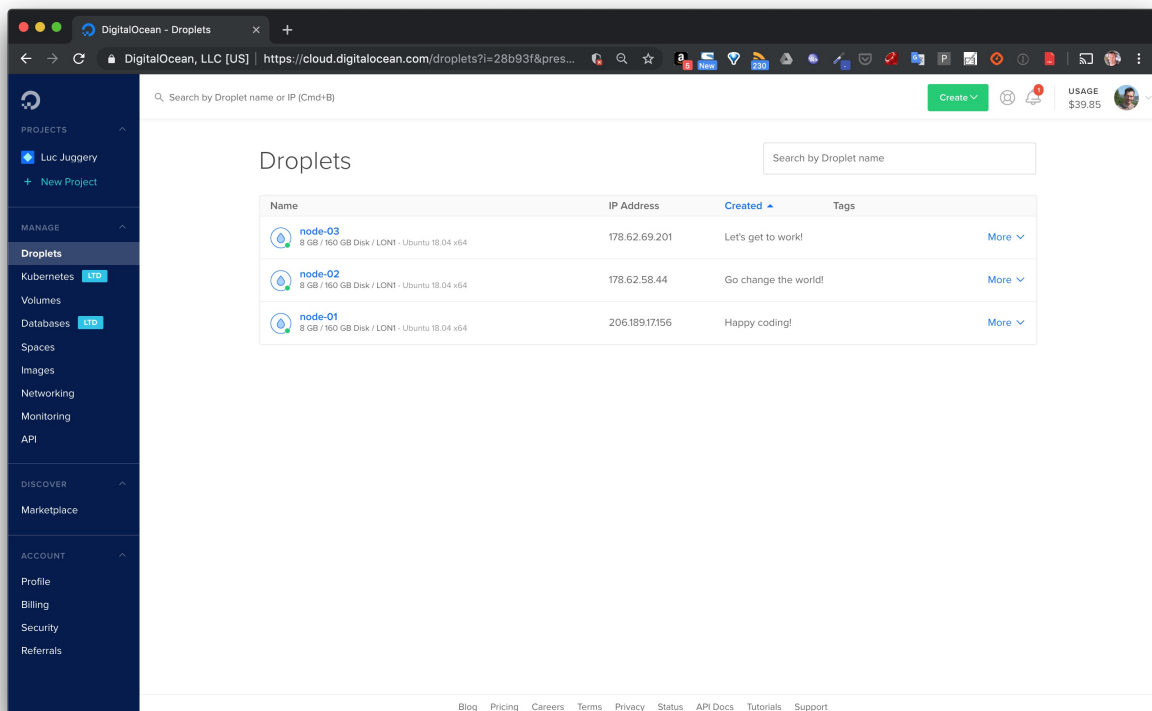 DigitalOcean - Droplets
DigitalOcean, LLC [US] | https://cloud.digitalocean.com/droplets?i=28b93f&pres...
5
New
230
P
Search by Droplet name or IP (Cmd+B)
Create
1
USAGE
$39.85
PROJECTS
Luc Juggery
+ New Project
MANAGE
Droplets
Kubernetes LTD
Volumes
Databases LTD
Spaces
Images
Networking
Monitoring
API
DISCOVER
Marketplace
ACCOUNT
Profile
Billing
Security
Referrals
Droplets
Search by Droplet name
Name IP Address Created Tags
node-03
8 GB / 160 GB Disk / LON1 - Ubuntu 18.04 x64
178.62.69.201 Let's get to work! More
node-02
8 GB / 160 GB Disk / LON1 - Ubuntu 18.04 x64
178.62.58.44 Go change the world! More
node-01
8 GB / 160 GB Disk / LON1 - Ubuntu 18.04 x64
206.189.17.156 Happy coding! More
Blog Pricing Careers Terms Privacy Status API Docs Tutorials Support